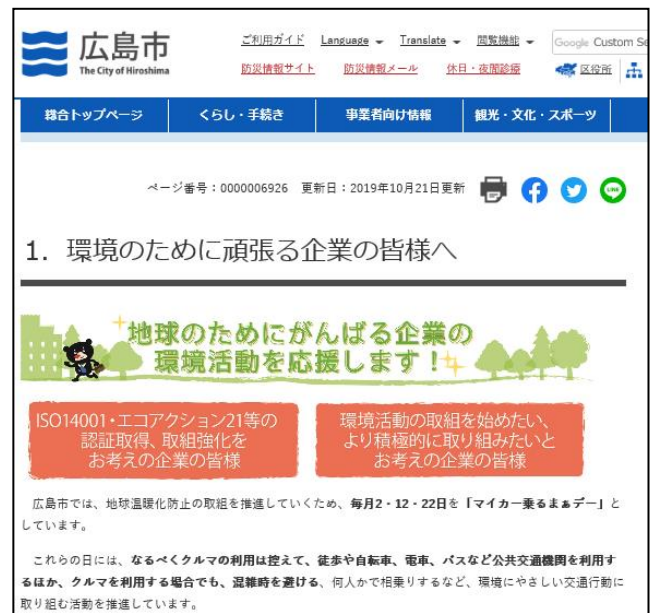 広島市
The City of Hiroshima
ご利用ガイド Language Translate 閲覧機能 Google Custom Se
防災情報サイト 防災情報メール 休日・夜間診療 区役所
総合トップページ くらし・手続き 事業者向け情報 観光・文化・スポーツ
ページ番号：0000006926 更新日：2019年10月21日更新
LINE
1. 環境のために頑張る企業の皆様へ
地球のためにがんばる企業の
環境活動を応援します！
ISO14001・エコアクション21等の
認証取得、取組強化を
お考えの企業の皆様
環境活動の取組を始めたい、
より積極的に取り組みたいと
お考えの企業の皆様
広島市では、地球温暖化防止の取組を推進していくため、毎月2・12・22日を「マイカー乗るまぁデー」と
しています。
これらの日には、なるべくクルマの利用は控えて、徒歩や自転車、電車、バスなど公共交通機関を利用す
るほか、クルマを利用する場合でも、混雑時を避ける、何人かで相乗りするなど、環境にやさしい交通行動に
取り組む活動を推進しています。